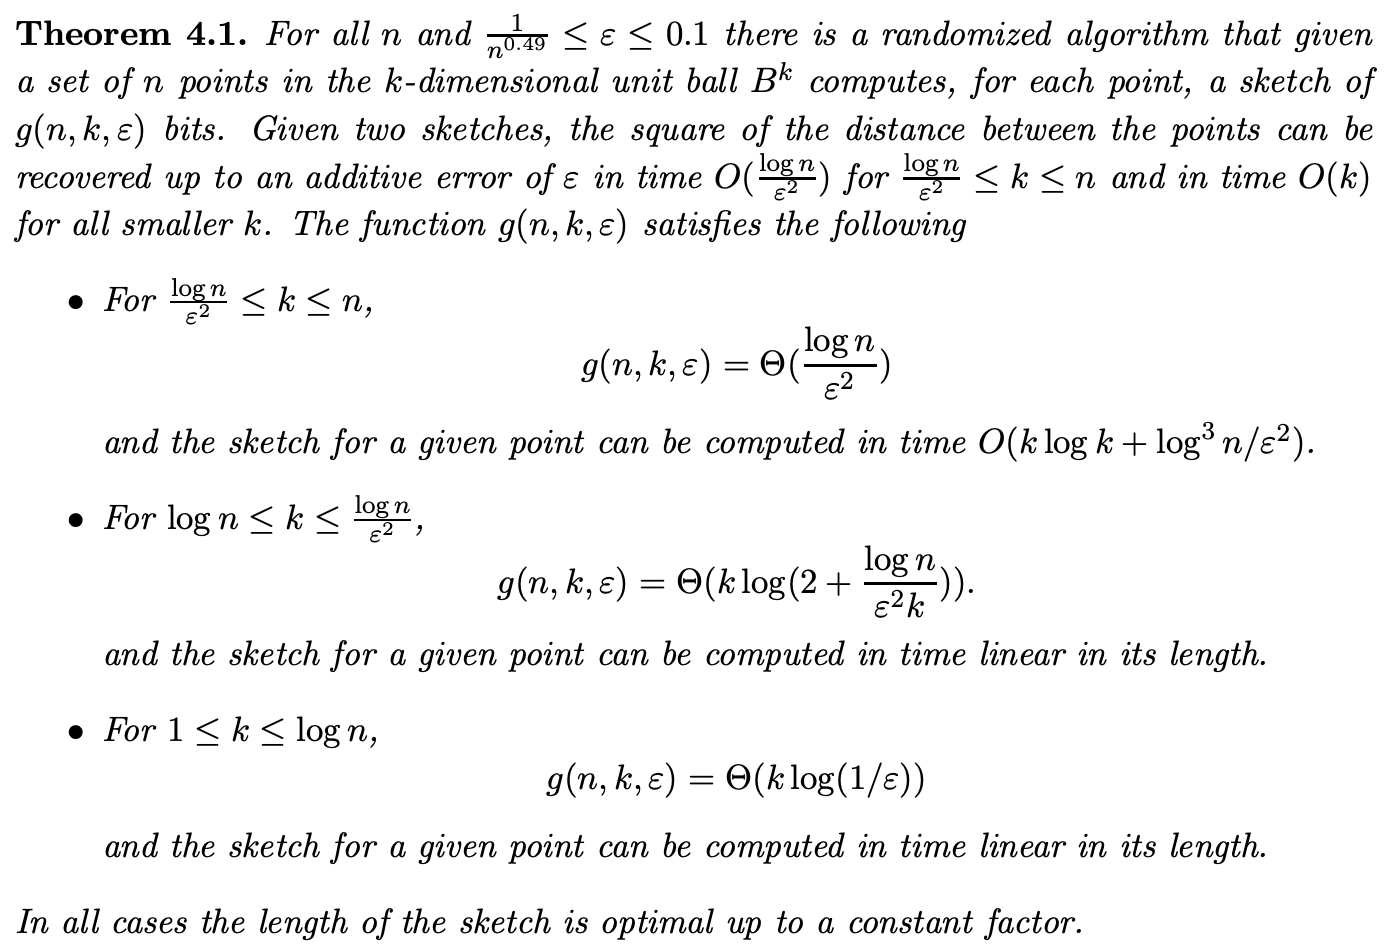 Theorem 4.1. For all n and \frac{1}{n^{0.49}} ≤ ε ≤ 0.1 there is a randomized algorithm that given
a set of n points in the k-dimensional unit ball B^k computes, for each point, a sketch of
g(n, k, ε) bits. Given two sketches, the square of the distance between the points can be
recovered up to an additive error of ε in time O(\frac{log n}{ε^2}) for \frac{log n}{ε^2} ≤ k ≤ n and in time O(k)
for all smaller k. The function g(n, k, ε) satisfies the following
• For \frac{log n}{ε^2} ≤ k ≤ n,
g(n, k, ε) = Θ(\frac{log n}{ε^2})
and the sketch for a given point can be computed in time O(k log k + log^3 n/ε^2).
• For log n ≤ k ≤ \frac{log n}{ε^2},
g(n, k, ε) = Θ(k log(2 + \frac{log n}{ε^2 k})).
and the sketch for a given point can be computed in time linear in its length.
• For 1 ≤ k ≤ log n,
g(n, k, ε) = Θ(k log(1/ε))
and the sketch for a given point can be computed in time linear in its length.
In all cases the length of the sketch is optimal up to a constant factor.